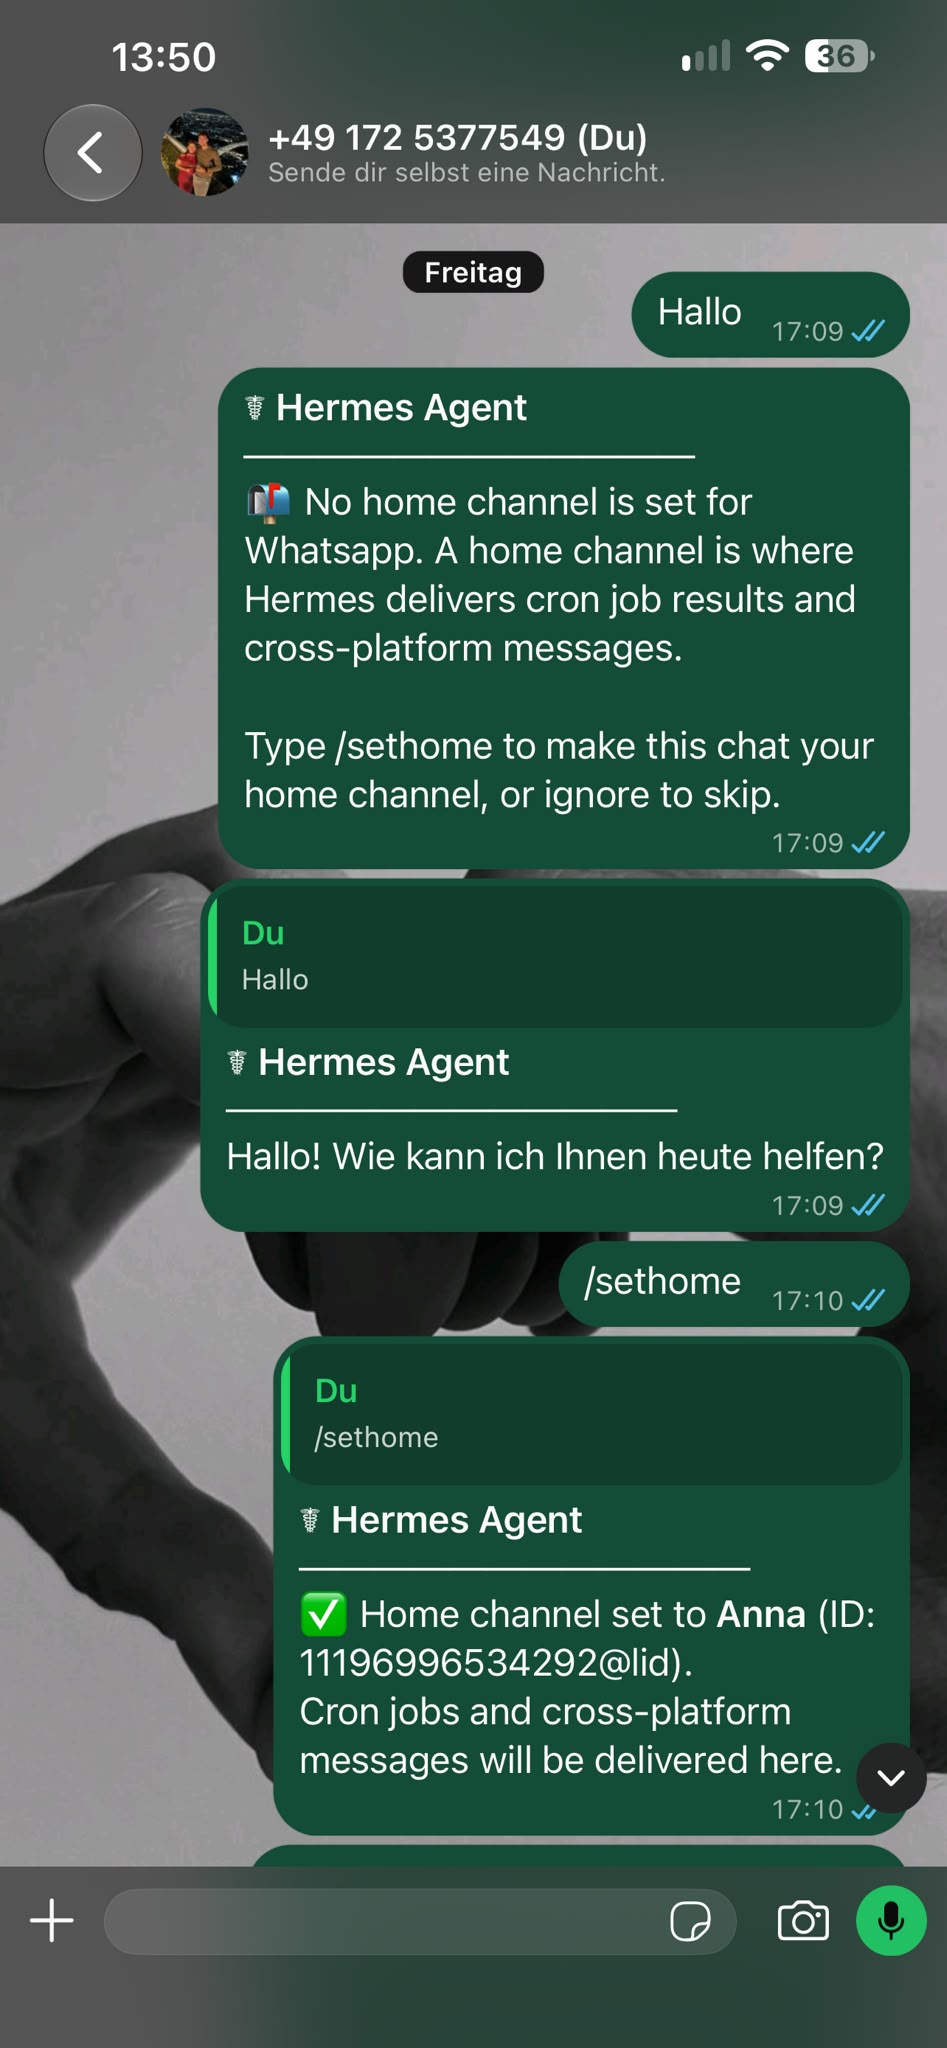 13:50
36
+49 172 5377549 (Du)
Sende dir selbst eine Nachricht.
Freitag
Hallo
17:09
Hermes Agent
No home channel is set for
Whatsapp. A home channel is where
Hermes delivers cron job results and
cross-platform messages.
Type /sethome to make this chat your
home channel, or ignore to skip.
17:09
Du
Hallo
Hermes Agent
Hallo! Wie kann ich Ihnen heute helfen?
17:09
/sethome
17:10
Du
/sethome
Hermes Agent
✅ Home channel set to Anna (ID:
11196996534292@lid).
Cron jobs and cross-platform
messages will be delivered here.
17:10